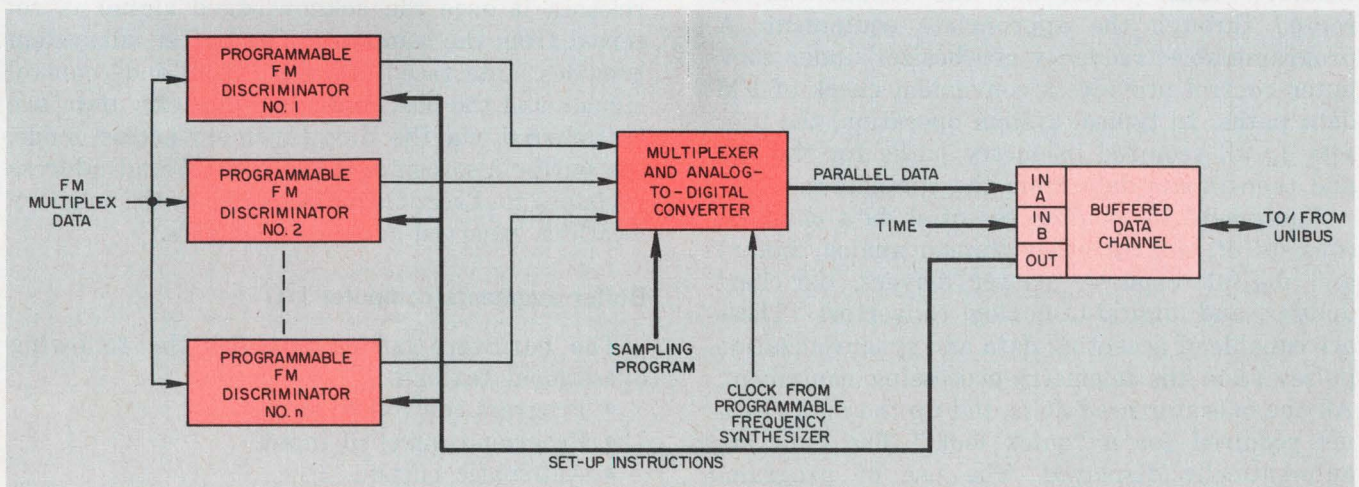 FM
MULTIPLEX
DATA
PROGRAMMABLE
FM
DISCRIMINATOR
NO. 1
PROGRAMMABLE
FM
DISCRIMINATOR
NO. 2
PROGRAMMABLE
FM
DISCRIMINATOR
NO. n
MULTIPLEXER
AND ANALOG-
TO-DIGITAL
CONVERTER
SAMPLING
PROGRAM
CLOCK FROM
PROGRAMMABLE
FREQUENCY
SYNTHESIZER
SET-UP INSTRUCTIONS
PARALLEL DATA
TIME
IN
A
IN
B
OUT
BUFFERED
DATA
CHANNEL
TO/FROM
UNIBUS